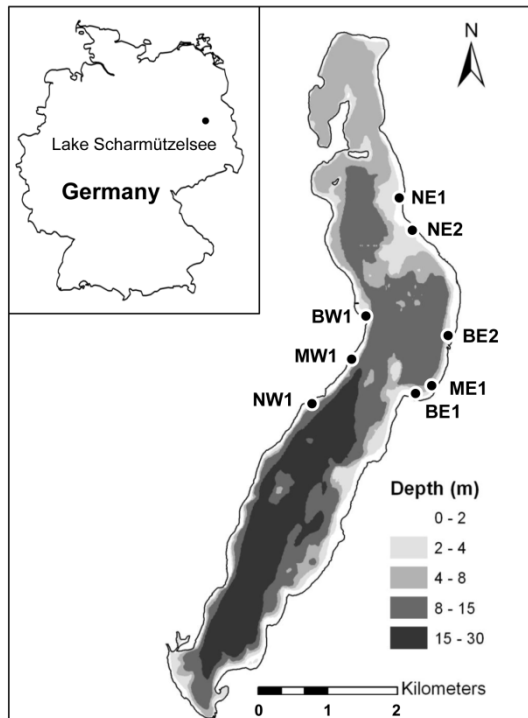 Lake Scharmützelsee
Germany
N
NE1
NE2
BW1
BE2
MW1
ME1
NW1
BE1
Depth (m)
0 - 2
2 - 4
4 - 8
8 - 15
15 - 30
Kilometers
0 1 2